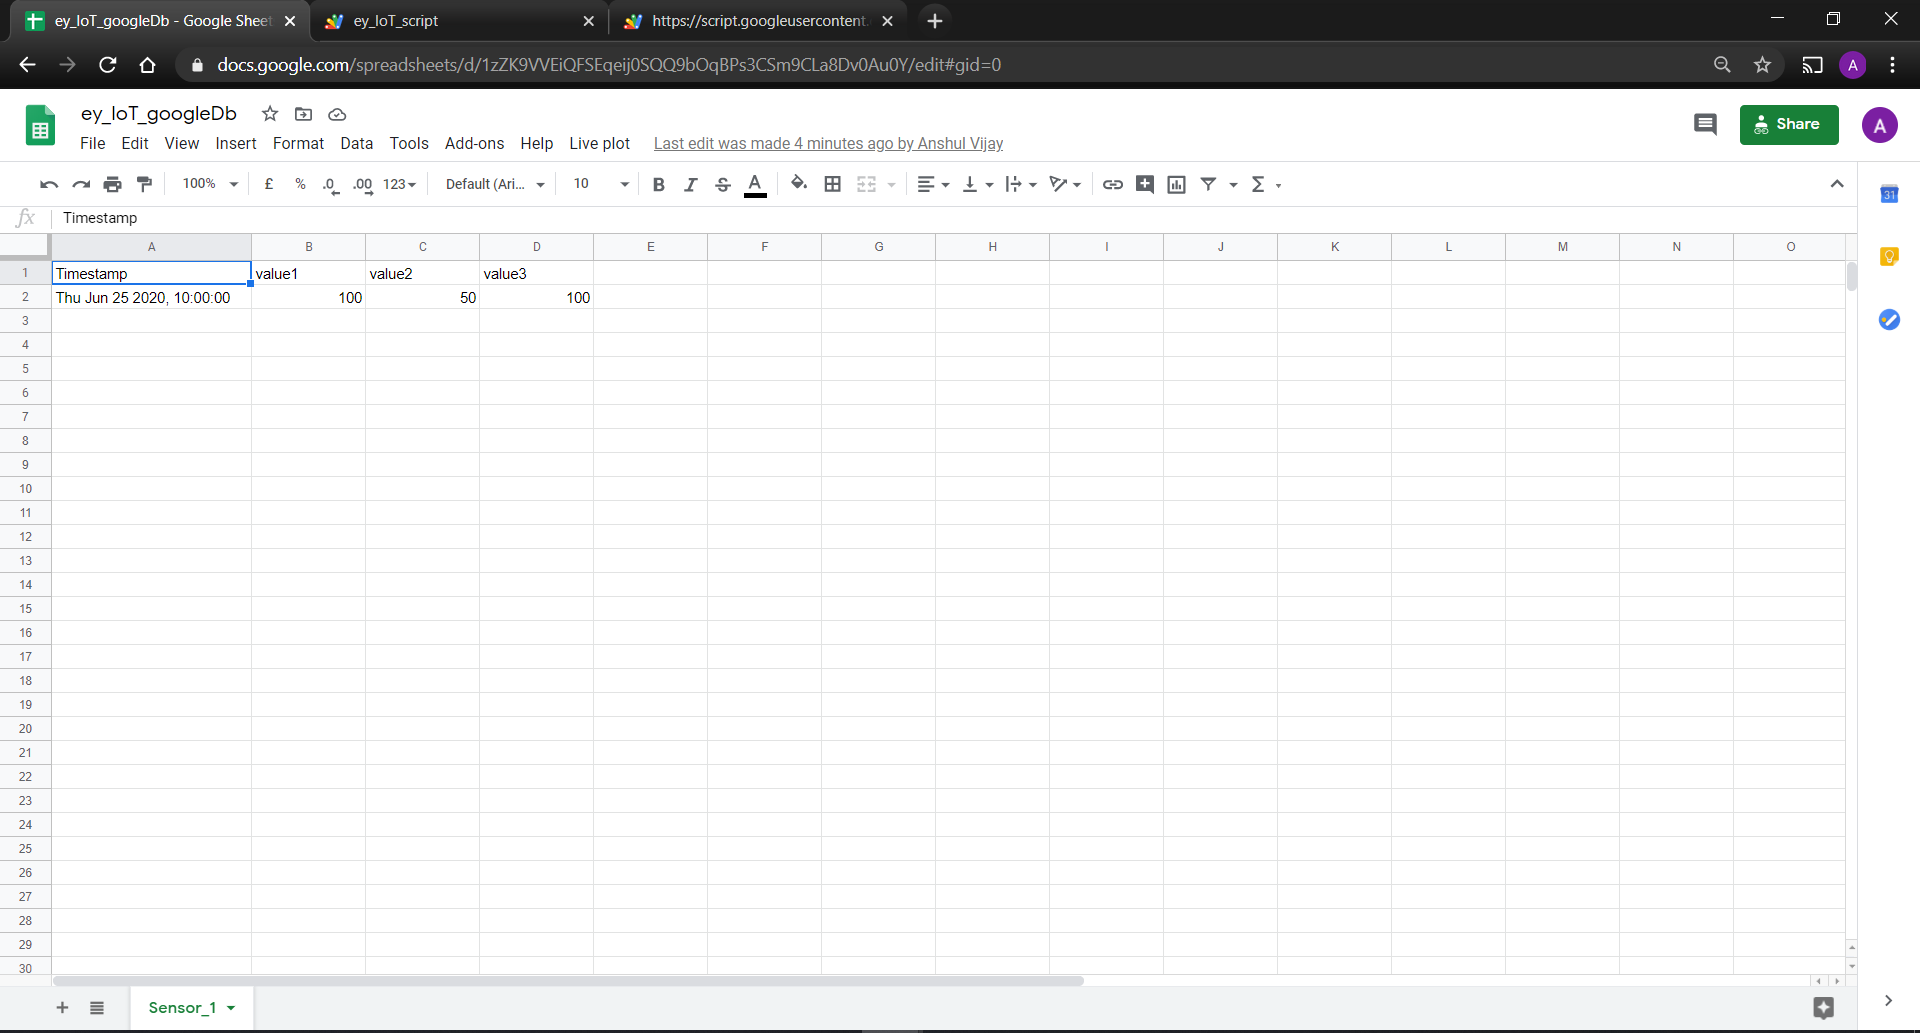 ey_IoT_googleDb - Google Sheet
ey_IoT_script
https://script.googleusercontent.
docs.google.com/spreadsheets/d/1zZK9VVEiQFSEqeij0SQQ9bOqBPs3CSm9CLa8Dv0Au0Y/edit#gid=0
A
ey_IoT_googleDb
Share
A
File Edit View Insert Format Data Tools Add-ons Help Live plot Last edit was made 4 minutes ago by Anshul Vijay
100% £ % .0 .00 123 Default (Ari... 10 B I S A Σ
31
fx Timestamp
A B C D E F G H I J K L M N O
1 Timestamp value1 value2 value3
2 Thu Jun 25 2020, 10:00:00 100 50 100
3
4
5
6
7
8
9
10
11
12
13
14
15
16
17
18
19
20
21
22
23
24
25
26
27
28
29
30
Sensor_1